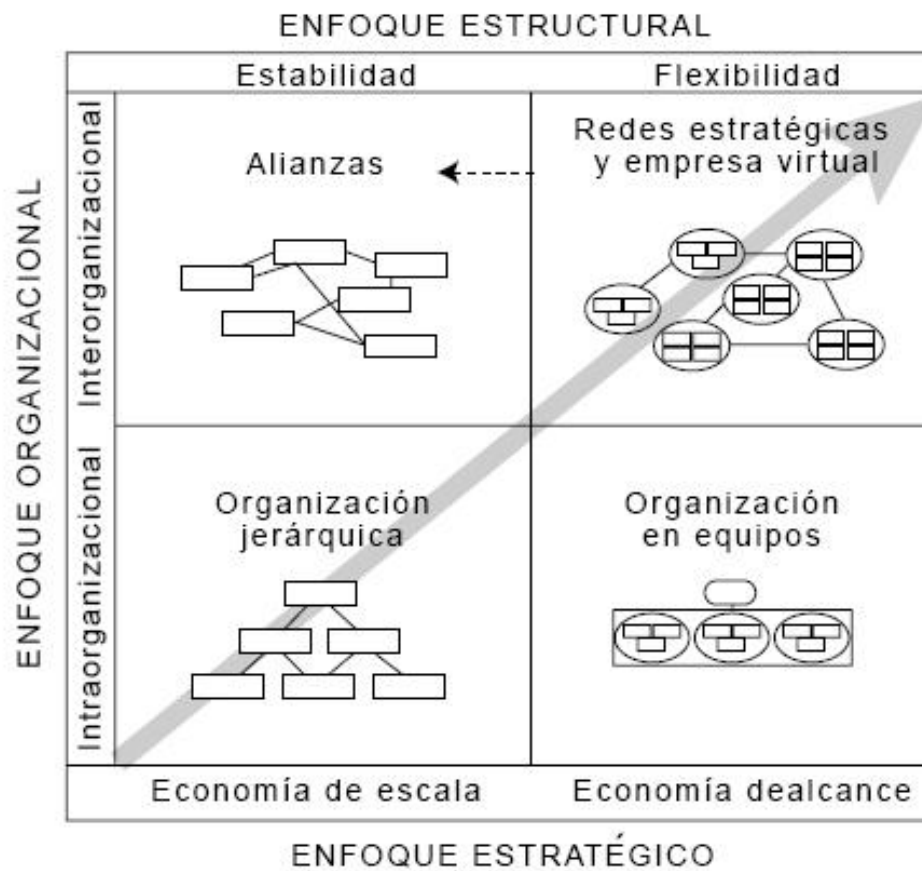 ENFOQUE ESTRUCTURAL
Estabilidad
Flexibilidad
ENFOQUE ORGANIZACIONAL
Interorganizacional
Alianzas
Redes estratégicas
y empresa virtual
Intraorganizacional
Organización
jerárquica
Organización
en equipos
Economía de escala
Economía dealcance
ENFOQUE ESTRATÉGICO